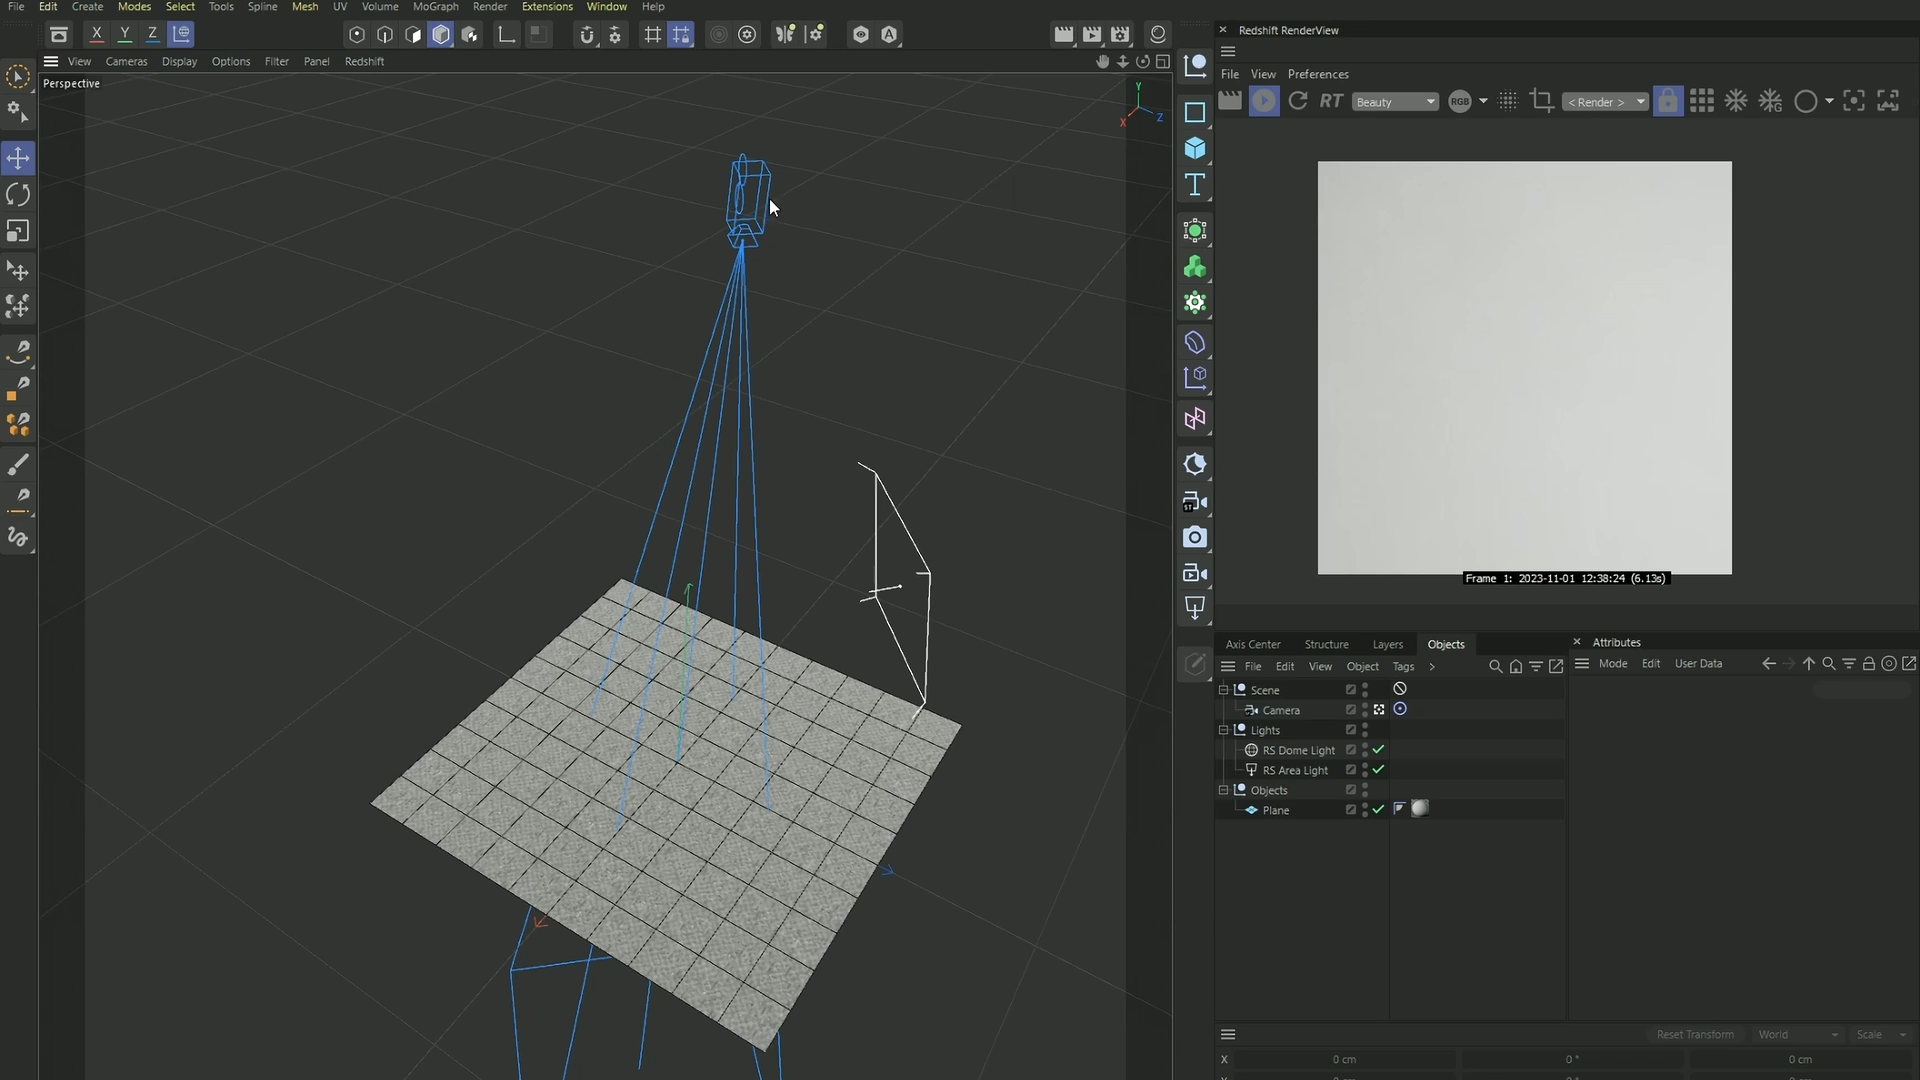 File Edit Create Modes Select Tools Spline Mesh UV Volume MoGraph Render Extensions Window Help
X Y Z
View Cameras Display Options Filter Panel Redshift
Perspective
Y
X Z
Redshift RenderView
File View Preferences
RT Beauty RGB < Render >
Frame 1: 2023-11-01 12:38:24 (6.13s)
Axis Center Structure Layers Objects
File Edit View Object Tags
Scene
Camera
Lights
RS Dome Light
RS Area Light
Objects
Plane
Attributes
Mode Edit User Data
Reset Transform World Scale
X 0 cm 0 ° 0 cm